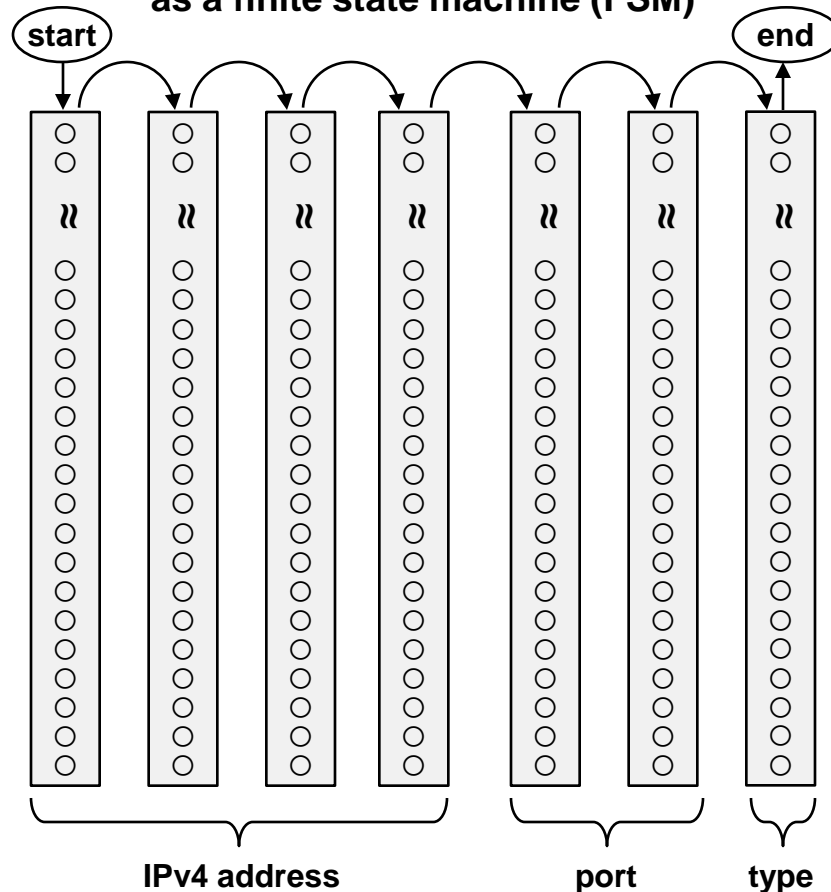 as a finite state machine (FSM)
start
end
≈
≈
≈
≈
≈
≈
≈
IPv4 address
port
type